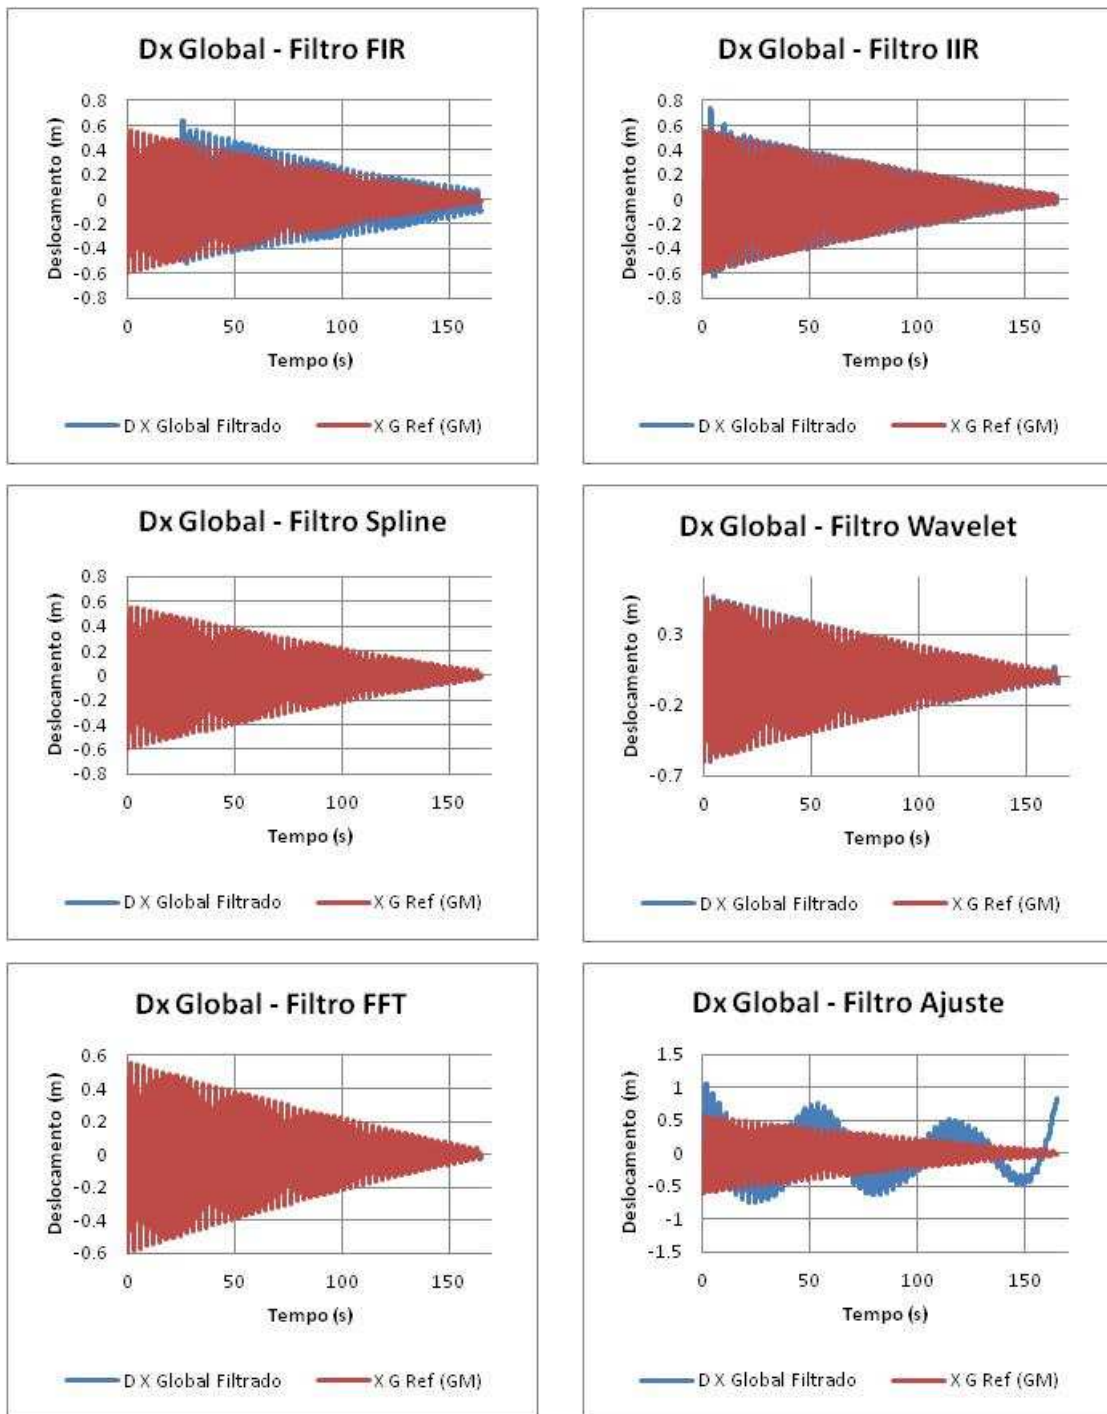 Dx Global - Filtro FIR
Deslocamento (m)
0.8
0.6
0.4
0.2
0
-0.2
-0.4
-0.6
-0.8
0 50 100 150
Tempo (s)
D X Global Filtrado X G Ref (GM)
Dx Global - Filtro IIR
Deslocamento (m)
0.8
0.6
0.4
0.2
0
-0.2
-0.4
-0.6
-0.8
0 50 100 150
Tempo (s)
D X Global Filtrado X G Ref (GM)
Dx Global - Filtro Spline
Deslocamento (m)
0.8
0.6
0.4
0.2
0
-0.2
-0.4
-0.6
-0.8
0 50 100 150
Tempo (s)
D X Global Filtrado X G Ref (GM)
Dx Global - Filtro Wavelet
Deslocamento (m)
0.3
-0.2
-0.7
0 50 100 150
Tempo (s)
D X Global Filtrado X G Ref (GM)
Dx Global - Filtro FFT
Deslocamento (m)
0.6
0.4
0.2
0
-0.2
-0.4
-0.6
0 50 100 150
Tempo (s)
D X Global Filtrado X G Ref (GM)
Dx Global - Filtro Ajuste
Deslocamento (m)
1.5
1
0.5
0
-0.5
-1
-1.5
0 50 100 150
Tempo (s)
D X Global Filtrado X G Ref (GM)